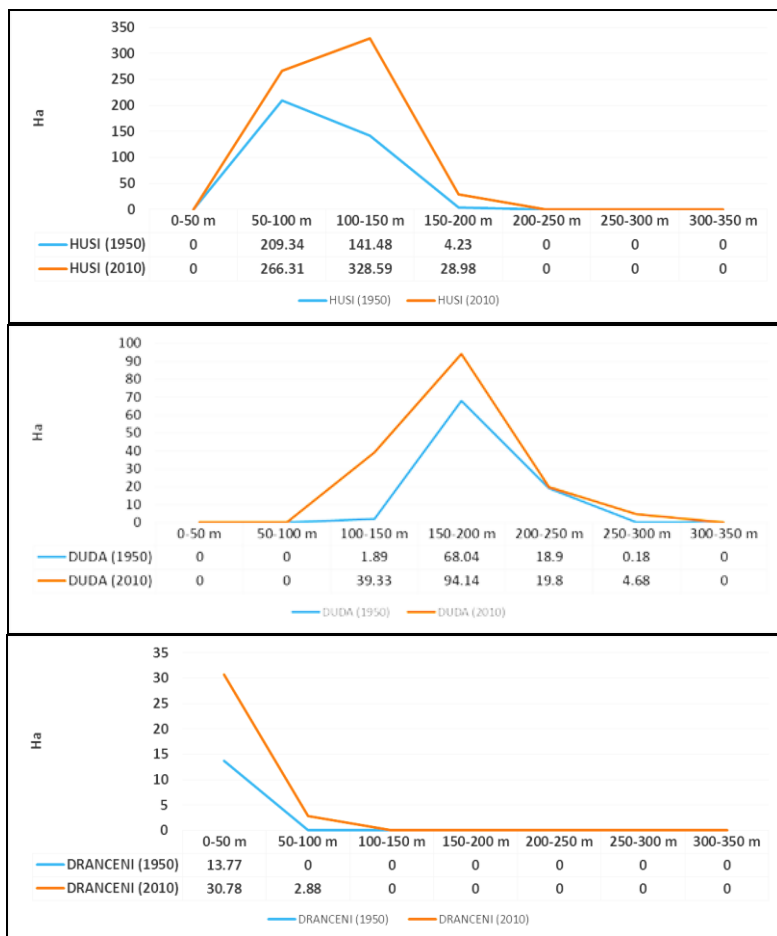 350
300
250
200
150
100
50
0
Ha
0-50 m 50-100 m 100-150 m 150-200 m 200-250 m 250-300 m 300-350 m
HUSI (1950) 0 209.34 141.48 4.23 0 0 0
HUSI (2010) 0 266.31 328.59 28.98 0 0 0
HUSI (1950) HUSI (2010)
100
90
80
70
60
50
40
30
20
10
0
Ha
0-50 m 50-100 m 100-150 m 150-200 m 200-250 m 250-300 m 300-350 m
DUDA (1950) 0 0 1.89 68.04 18.9 0.18 0
DUDA (2010) 0 0 39.33 94.14 19.8 4.68 0
DUDA (1950) DUDA (2010)
35
30
25
20
15
10
5
0
Ha
0-50 m 50-100 m 100-150 m 150-200 m 200-250 m 250-300 m 300-350 m
DRANCENI (1950) 13.77 0 0 0 0 0 0
DRANCENI (2010) 30.78 2.88 0 0 0 0 0
DRANCENI (1950) DRANCENI (2010)